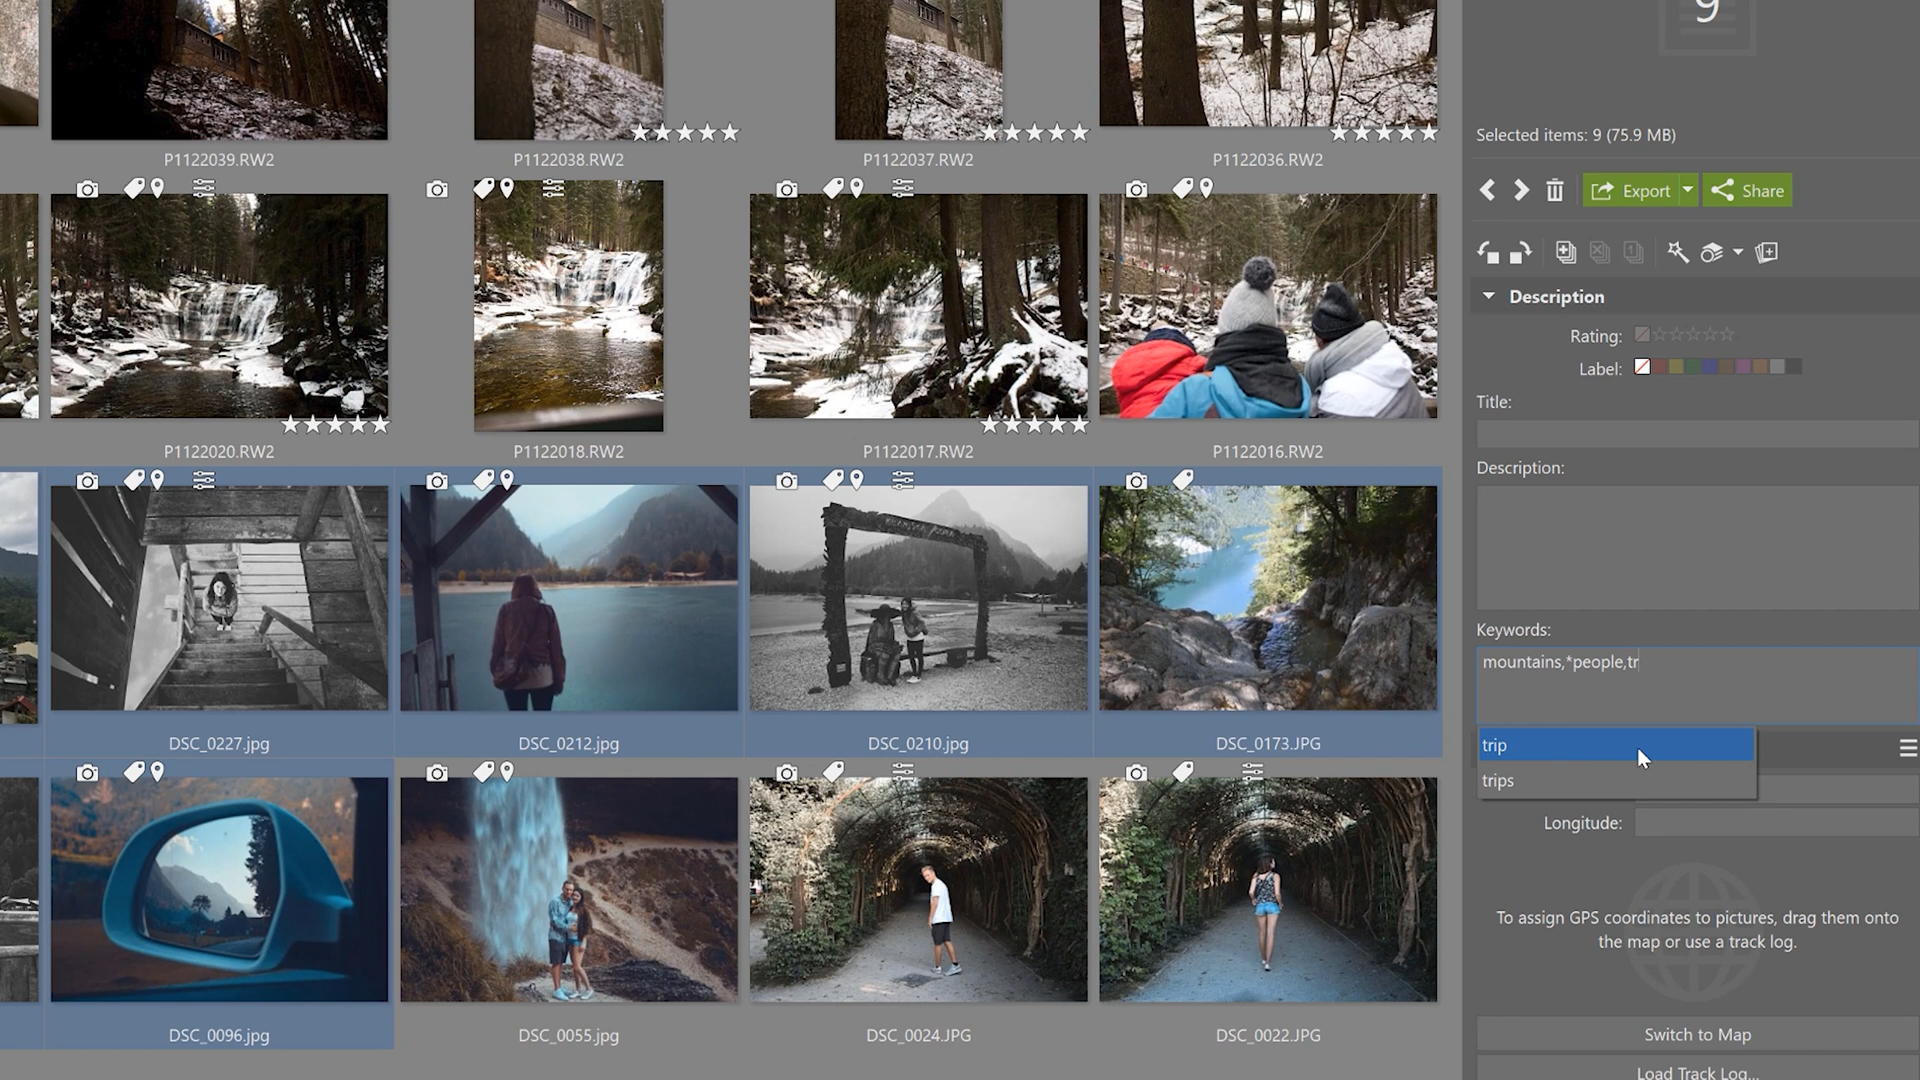 9
Selected items: 9 (75.9 MB)
P1122039.RW2
P1122038.RW2
P1122037.RW2
P1122036.RW2
Export
Share
Description
Rating:
Label:
Title:
P1122020.RW2
P1122018.RW2
P1122017.RW2
P1122016.RW2
Description:
Keywords:
mountains,*people,tr
trip
trips
DSC_0227.jpg
DSC_0212.jpg
DSC_0210.jpg
DSC_0173.JPG
Longitude:
To assign GPS coordinates to pictures, drag them onto
the map or use a track log.
DSC_0096.jpg
DSC_0055.jpg
DSC_0024.JPG
DSC_0022.JPG
Switch to Map
Load Track Log...